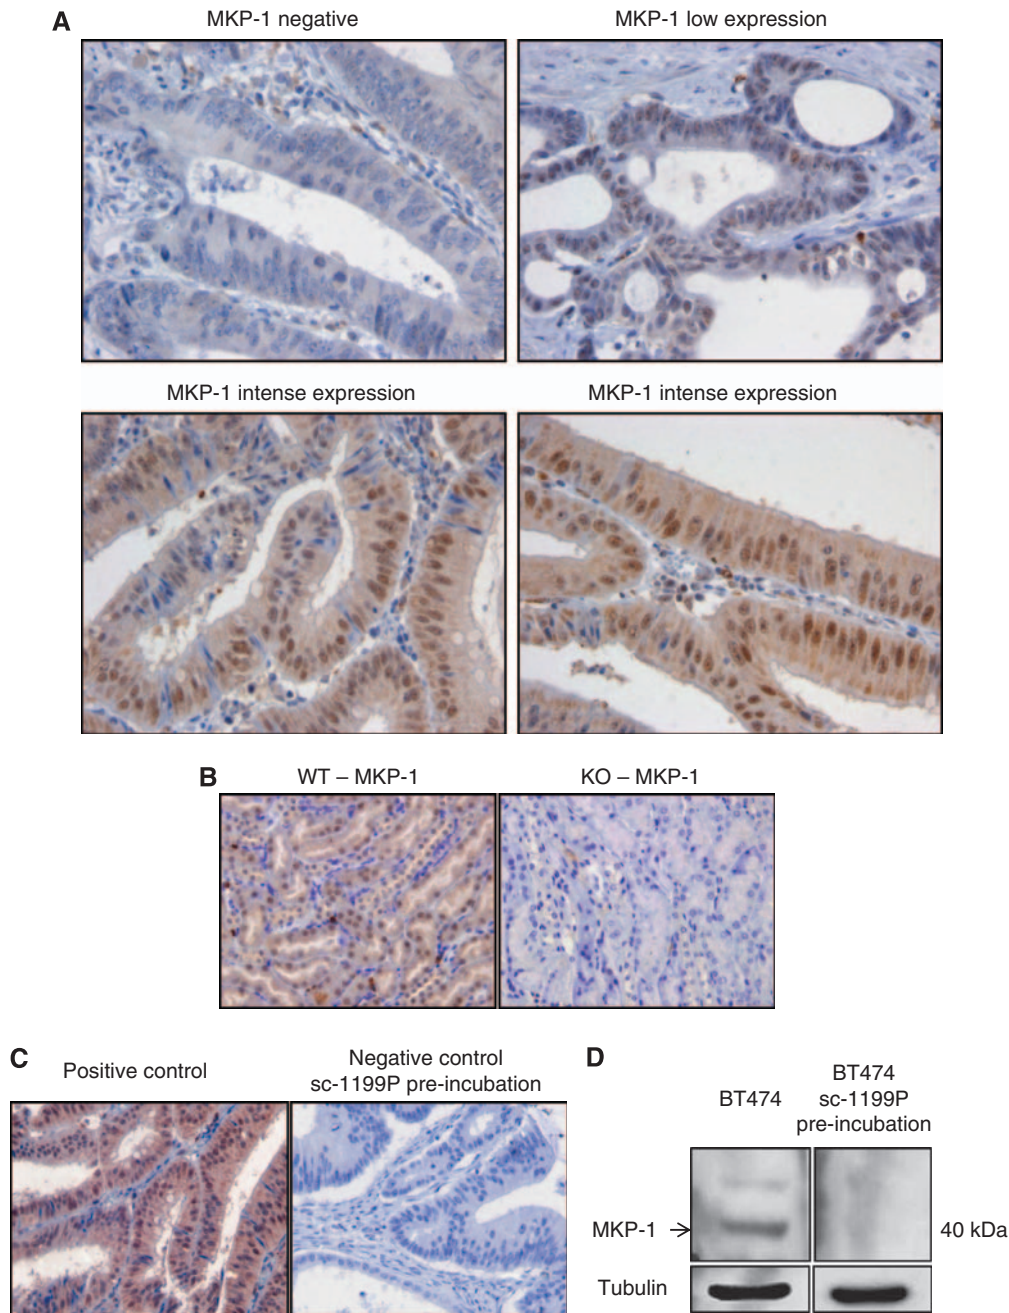 A
MKP-1 negative
MKP-1 low expression
MKP-1 intense expression
MKP-1 intense expression
B
WT – MKP-1
KO – MKP-1
C
Positive control
Negative control
sc-1199P pre-incubation
D
BT474
BT474
sc-1199P
pre-incubation
MKP-1
40 kDa
Tubulin